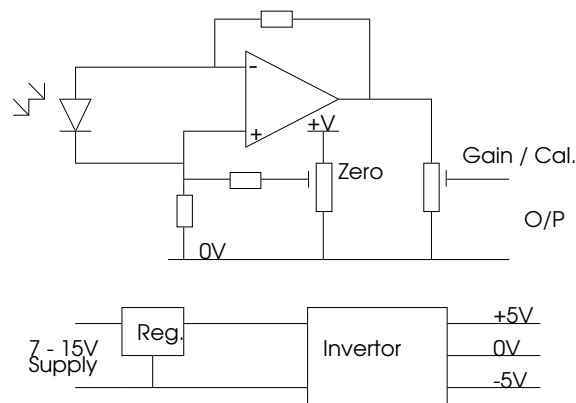 -
+
+V
Zero
Gain / Cal.
O/P
0V
7 - 15V
Supply
Reg.
Invertor
+5V
0V
-5V